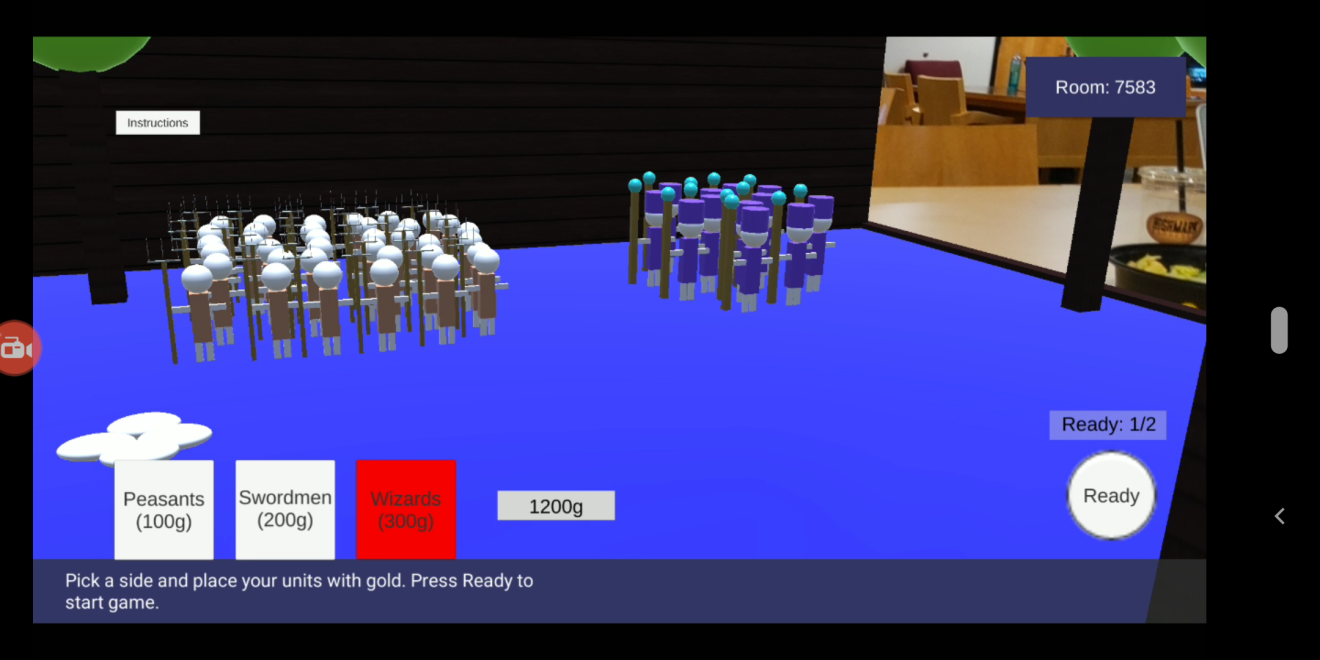 Room: 7583
Instructions
Ready: 1/2
Peasants
(100g)
Swordmen
(200g)
Wizards
(300g)
1200g
Ready
Pick a side and place your units with gold. Press Ready to
start game.